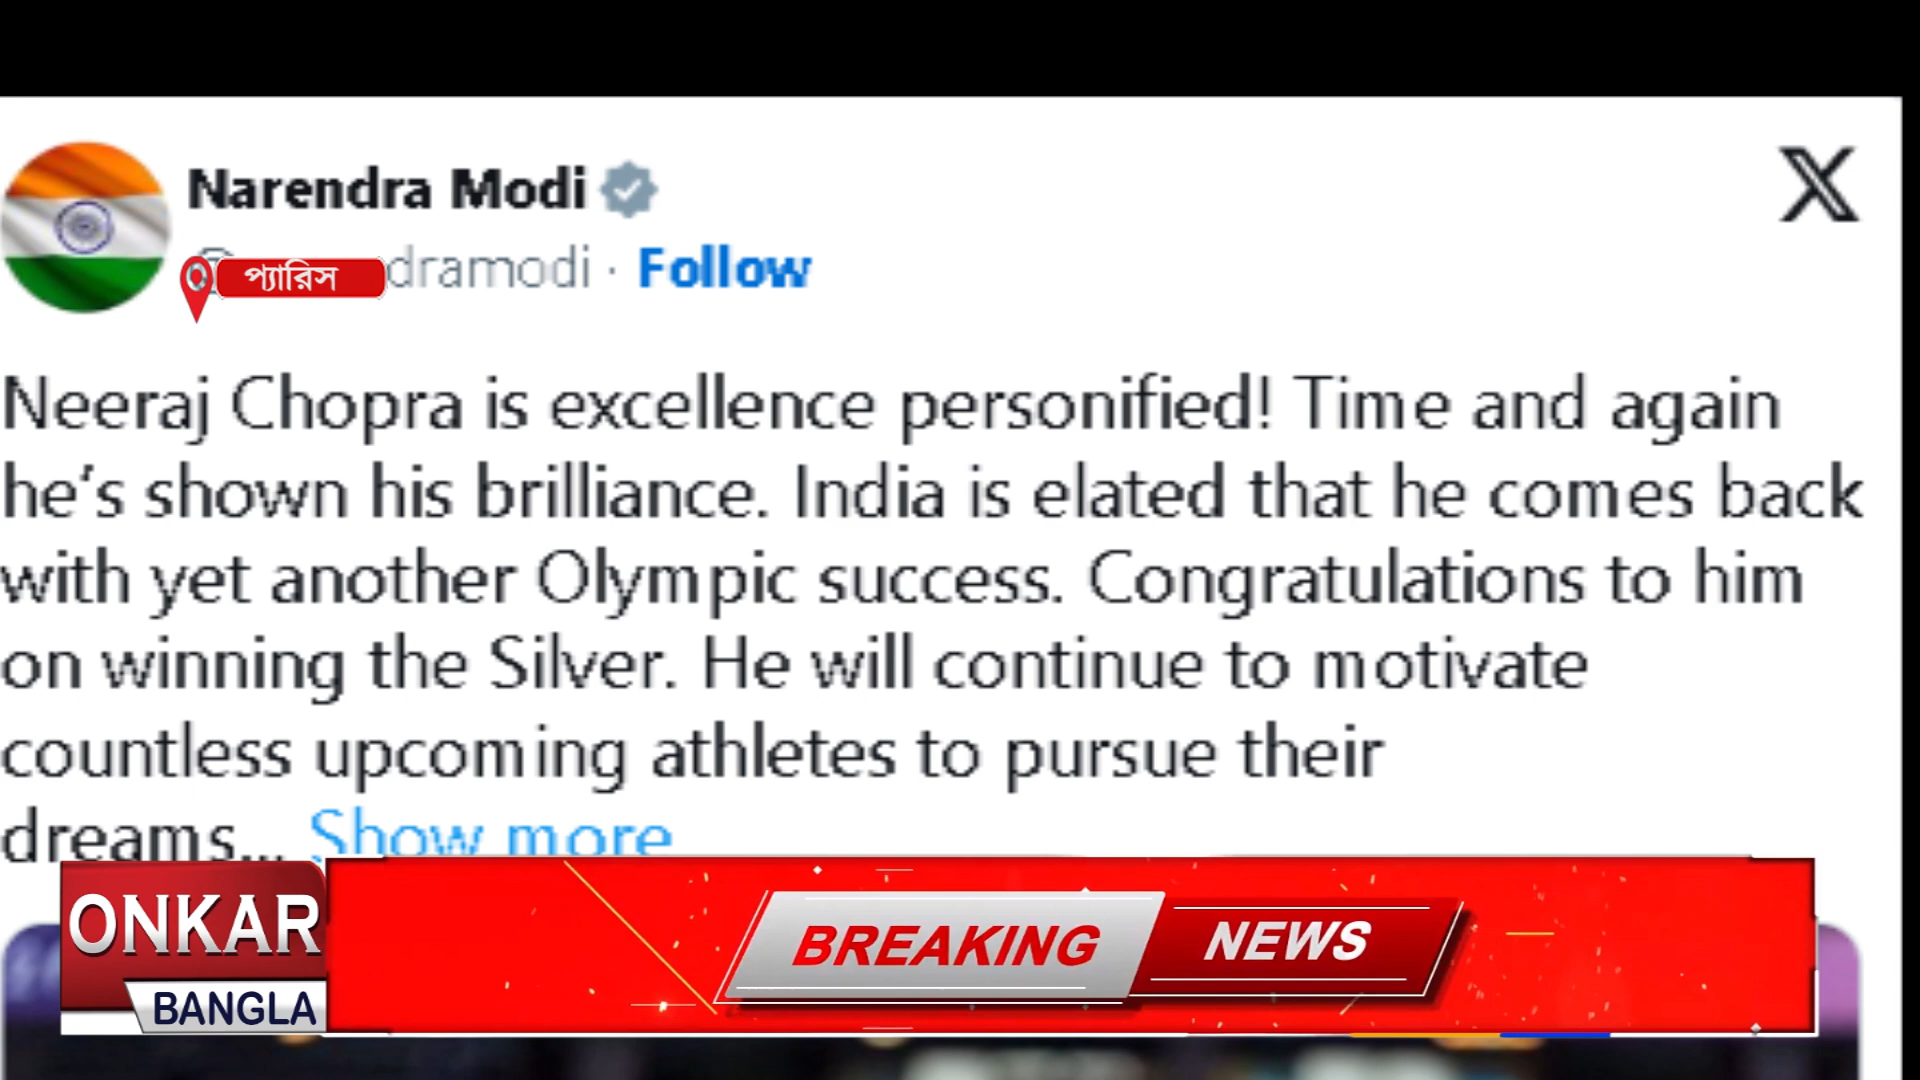 Narendra Modi
dramodi · Follow
প্যারিস
Neeraj Chopra is excellence personified! Time and again
he's shown his brilliance. India is elated that he comes back
with yet another Olympic success. Congratulations to him
on winning the Silver. He will continue to motivate
countless upcoming athletes to pursue their
dreams... Show more
ONKAR
BANGLA
BREAKING NEWS